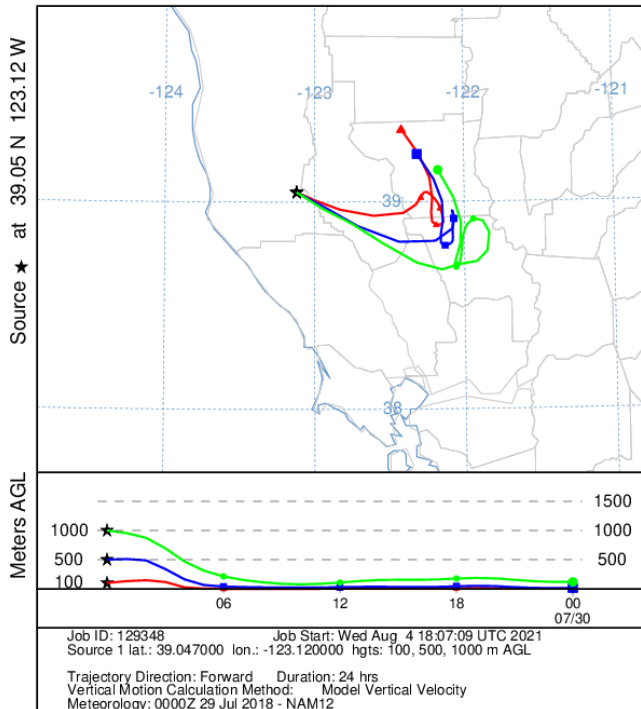 Source ★ at 39.05 N 123.12 W
-124
-123
-122
-121
39
38
Meters AGL
1500
1000
1000
500
500
100
06
12
18
00
07/30
Job ID: 129348 Job Start: Wed Aug 4 18:07:09 UTC 2021
Source 1 lat.: 39.047000 lon.: -123.120000 hgts: 100, 500, 1000 m AGL
Trajectory Direction: Forward Duration: 24 hrs
Vertical Motion Calculation Method: Model Vertical Velocity
Meteorology: 0000Z 29 Jul 2018 - NAM12